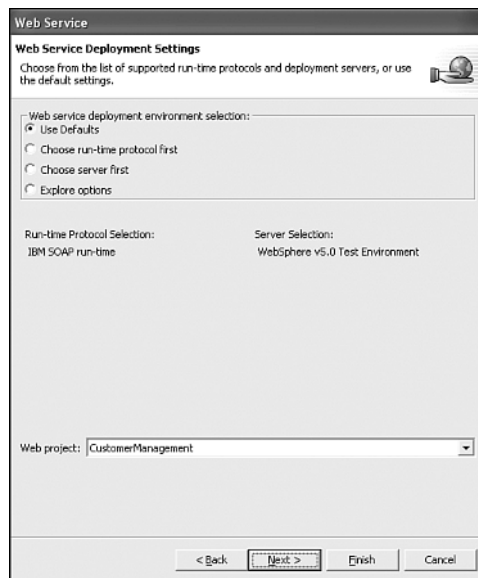 Web Service
Web Service Deployment Settings
Choose from the list of supported run-time protocols and deployment servers, or use
the default settings.
Web service deployment environment selection:
Use Defaults
Choose run-time protocol first
Choose server first
Explore options
Run-time Protocol Selection:
Server Selection:
IBM SOAP run-time
WebSphere v5.0 Test Environment
Web project: CustomerManagement
< Back Next > Finish Cancel